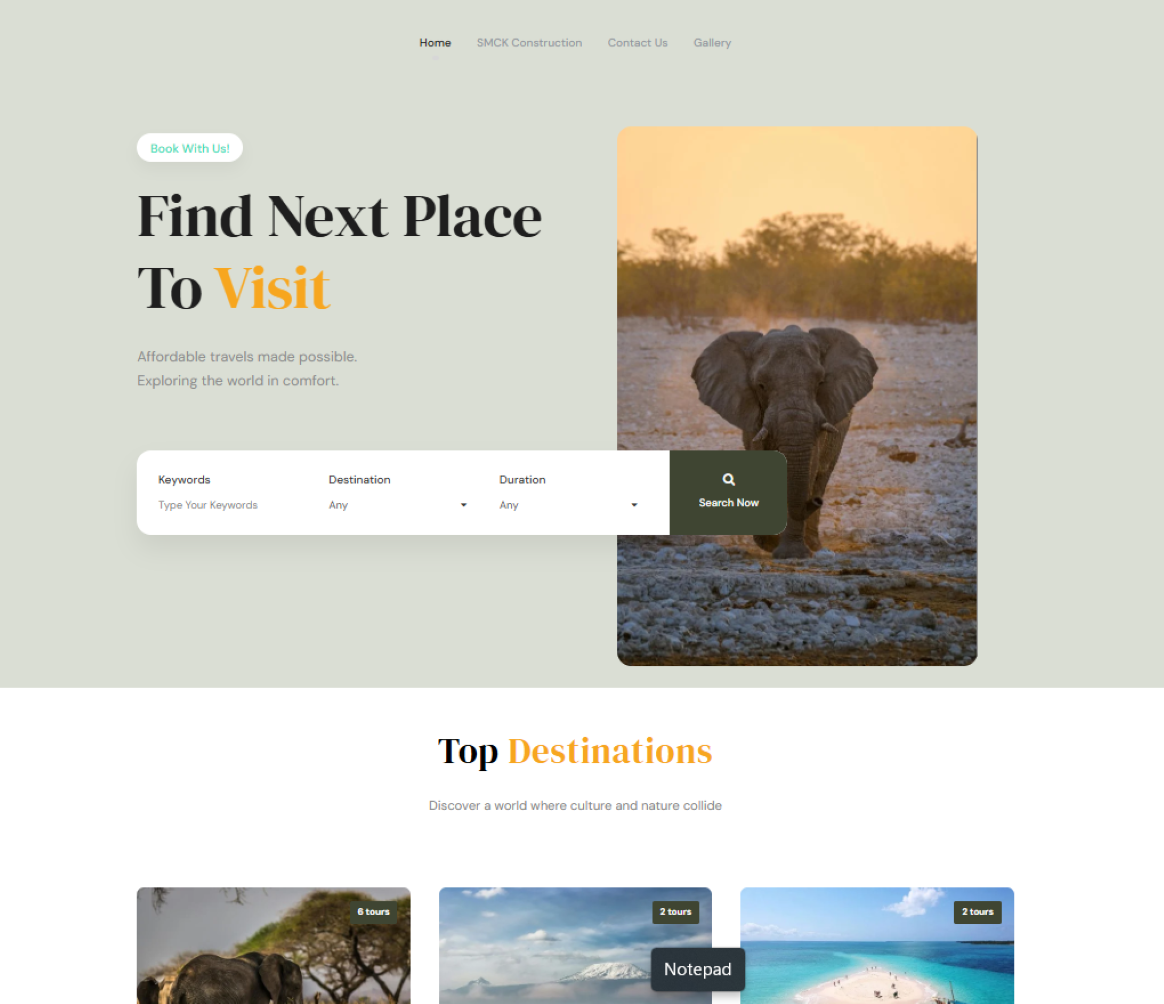 Home SMCK Construction Contact Us Gallery
Book With Us!
Find Next Place
To Visit
Affordable travels made possible.
Exploring the world in comfort.
Keywords Destination Duration
Type Your Keywords Any Any
Search Now
Top Destinations
Discover a world where culture and nature collide
6 tours 2 tours 2 tours
Notepad